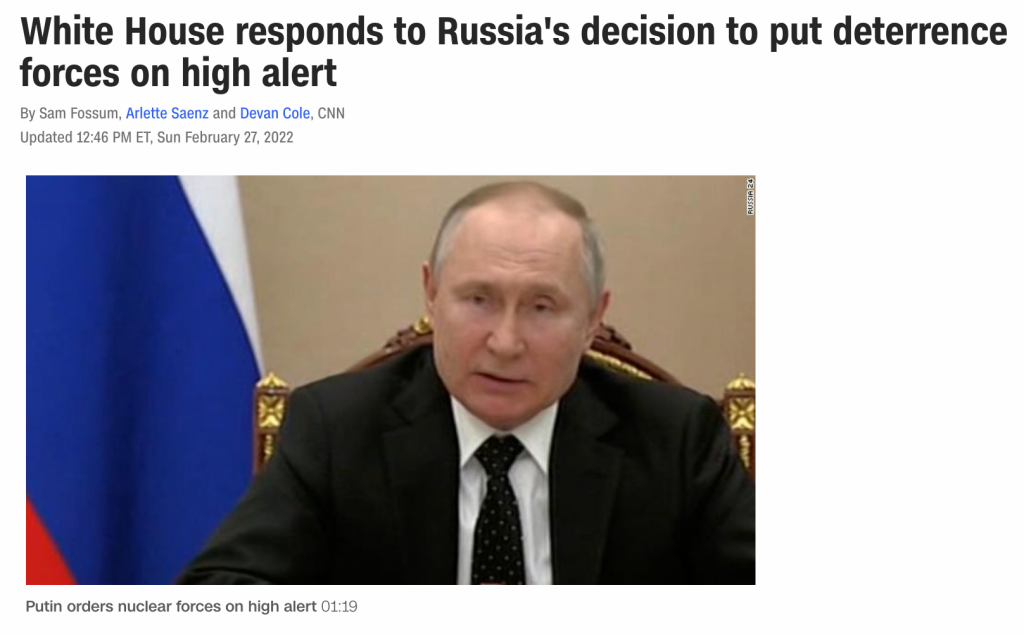 White House responds to Russia's decision to put deterrence
forces on high alert
By Sam Fossum, Arlette Saenz and Devan Cole, CNN
Updated 12:46 PM ET, Sun February 27, 2022
RUSSIA 24
Putin orders nuclear forces on high alert 01:19